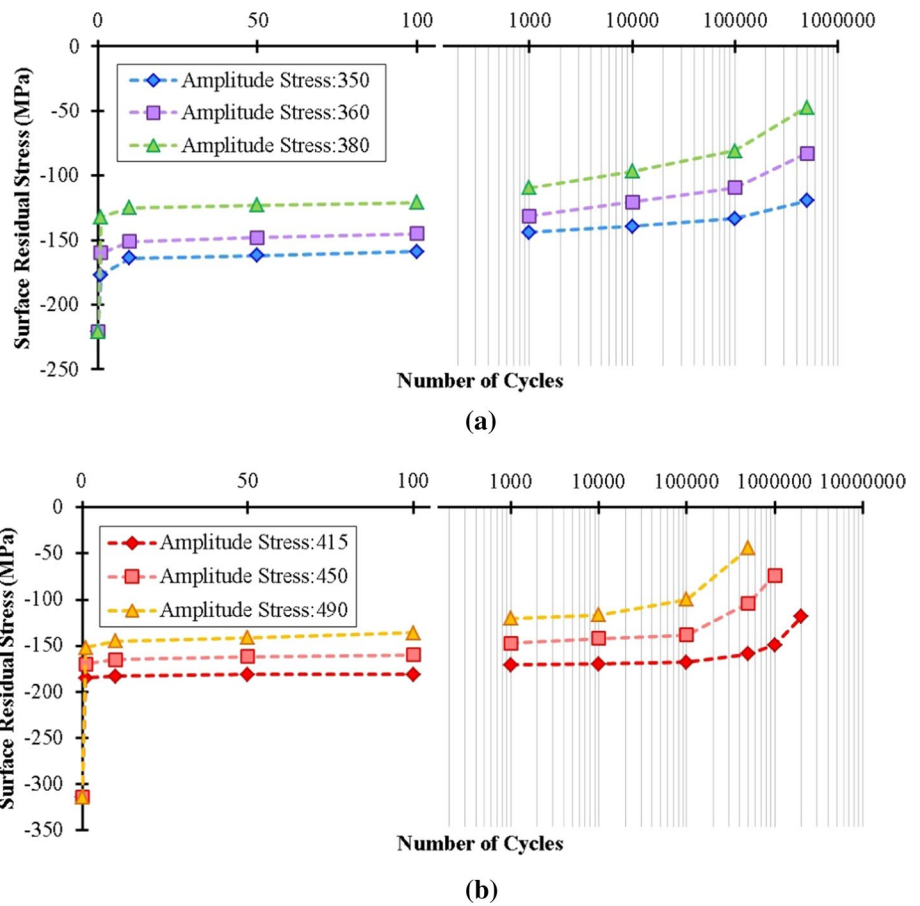 0 50 100 1000 10000 100000 1000000
0
-50
-100
-150
-200
-250
Surface Residual Stress (MPa)
Amplitude Stress:350
Amplitude Stress:360
Amplitude Stress:380
Number of Cycles
(a)
0 50 100 1000 10000 100000 1000000 10000000
0
-50
-100
-150
-200
-250
-300
-350
Surface Residual Stress (MPa)
Amplitude Stress:415
Amplitude Stress:450
Amplitude Stress:490
Number of Cycles
(b)